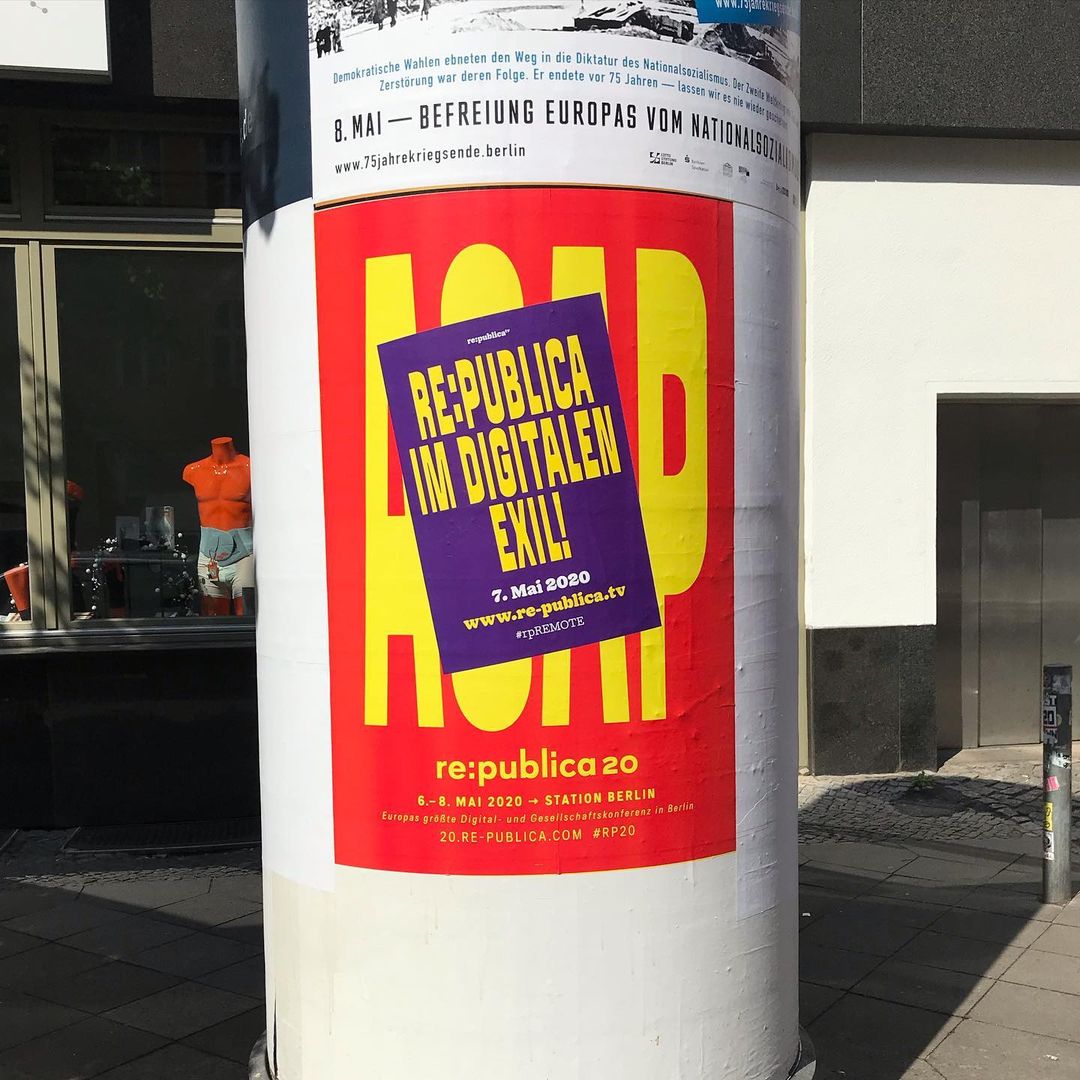 www.75jahrekriegsende
Demokratische Wahlen ebneten den Weg in die Diktatur des Nationalsozialismus. Der Zweite
Zerstörung war deren Folge. Er endete vor 75 Jahren — lassen wir es nie wieder
8. MAI — BEFREIUNG EUROPAS VOM NATIONALSOZIAL
www.75jahrekriegsende.berlin
ASAP
re:publica tv
RE:PUBLICA
IM DIGITALEN
EXIL!
7. Mai 2020
www.re-publica.tv
#rpREMOTE
re:publica 20
6.–8. MAI 2020 → STATION BERLIN
Europas größte Digital- und Gesellschaftskonferenz in Berlin
20.RE-PUBLICA.COM #RP20